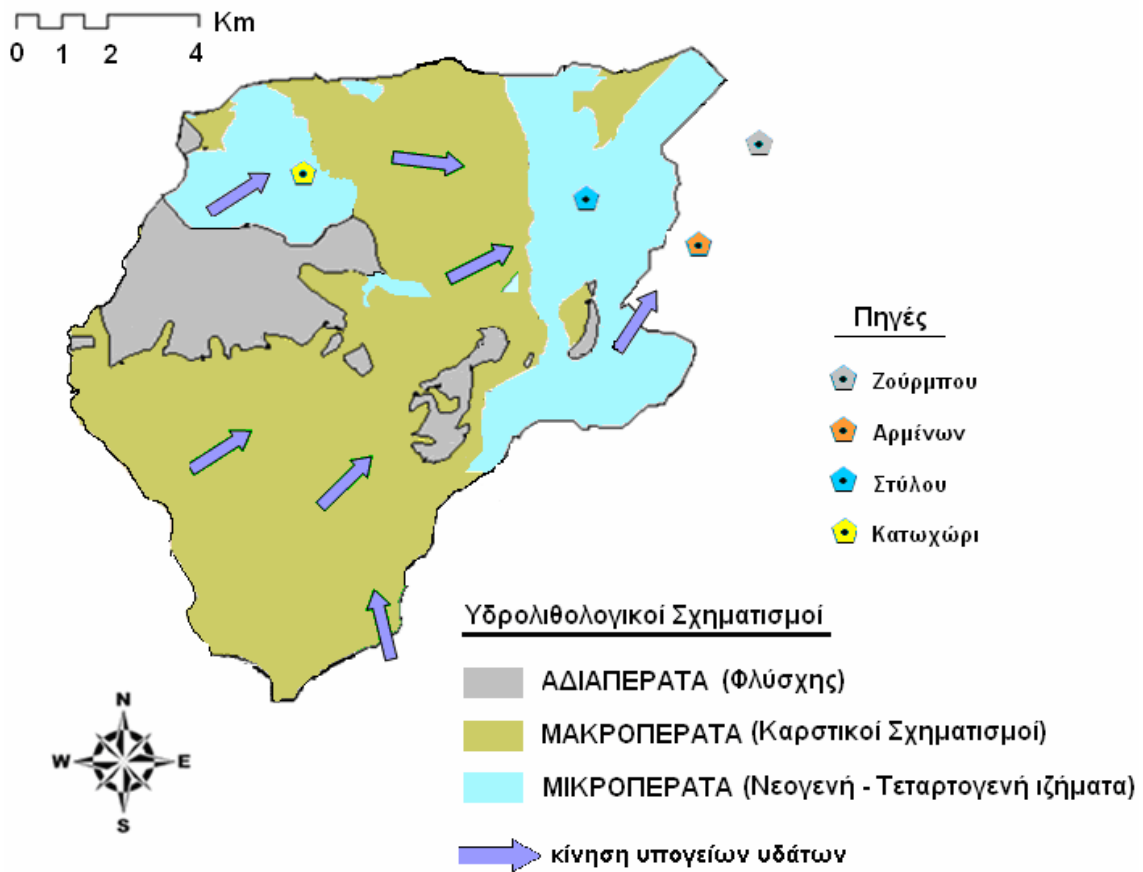 Km
0 1 2 4
Πηγές
Ζούρμπου
Αρμένων
Στύλου
Κατωχώρι
Υδρολιθολογικοί Σχηματισμοί
ΑΔΙΑΠΕΡΑΤΑ (Φλύσχης)
ΜΑΚΡΟΠΕΡΑΤΑ (Καρστικοί Σχηματισμοί)
ΜΙΚΡΟΠΕΡΑΤΑ (Νεογενή - Τεταρτογενή ιζήματα)
κίνηση υπογείων υδάτων
N
W E
S